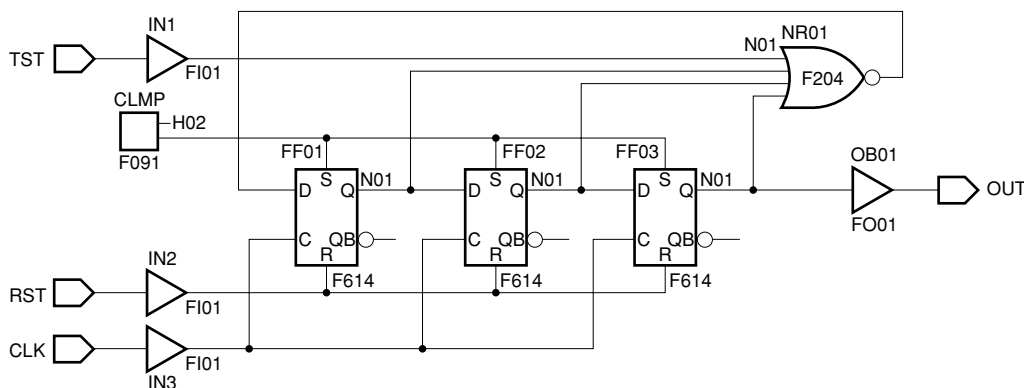 IN1
NR01
N01
TST
FI01
F204
CLMP
H02
F091
FF01
FF02
FF03
OB01
S
S
S
D
Q
N01
D
Q
N01
D
Q
N01
OUT
FO01
C
QB
C
QB
C
QB
R
R
R
IN2
F614
F614
F614
RST
FI01
CLK
FI01
IN3